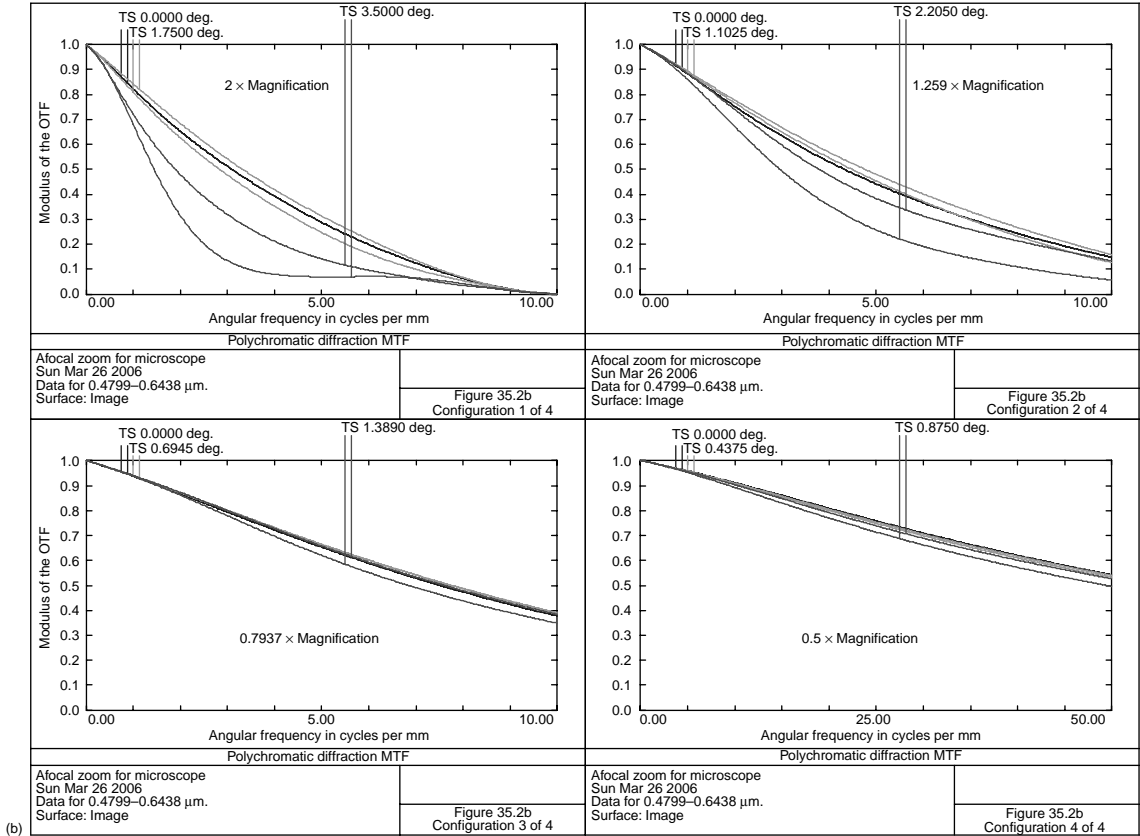 TS 0.0000 deg.
TS 1.7500 deg.
TS 3.5000 deg.
1.0
0.9
0.8
0.7
0.6
0.5
0.4
0.3
0.2
0.1
0.0
Modulus of the OTF
2 × Magnification
0.00 5.00 10.00
Angular frequency in cycles per mm
Polychromatic diffraction MTF
Afocal zoom for microscope
Sun Mar 26 2006
Data for 0.4799–0.6438 μm.
Surface: Image
Figure 35.2b
Configuration 1 of 4
TS 0.0000 deg.
TS 1.1025 deg.
TS 2.2050 deg.
1.0
0.9
0.8
0.7
0.6
0.5
0.4
0.3
0.2
0.1
0.0
1.259 × Magnification
0.00 5.00 10.00
Angular frequency in cycles per mm
Polychromatic diffraction MTF
Afocal zoom for microscope
Sun Mar 26 2006
Data for 0.4799–0.6438 μm.
Surface: Image
Figure 35.2b
Configuration 2 of 4
TS 0.0000 deg.
TS 0.6945 deg.
TS 1.3890 deg.
1.0
0.9
0.8
0.7
0.6
0.5
0.4
0.3
0.2
0.1
0.0
Modulus of the OTF
0.7937 × Magnification
0.00 5.00 10.00
Angular frequency in cycles per mm
Polychromatic diffraction MTF
Afocal zoom for microscope
Sun Mar 26 2006
Data for 0.4799–0.6438 μm.
Surface: Image
Figure 35.2b
Configuration 3 of 4
TS 0.0000 deg.
TS 0.4375 deg.
TS 0.8750 deg.
1.0
0.9
0.8
0.7
0.6
0.5
0.4
0.3
0.2
0.1
0.0
0.5 × Magnification
0.00 25.00 50.00
Angular frequency in cycles per mm
Polychromatic diffraction MTF
Afocal zoom for microscope
Sun Mar 26 2006
Data for 0.4799–0.6438 μm.
Surface: Image
Figure 35.2b
Configuration 4 of 4
(b)